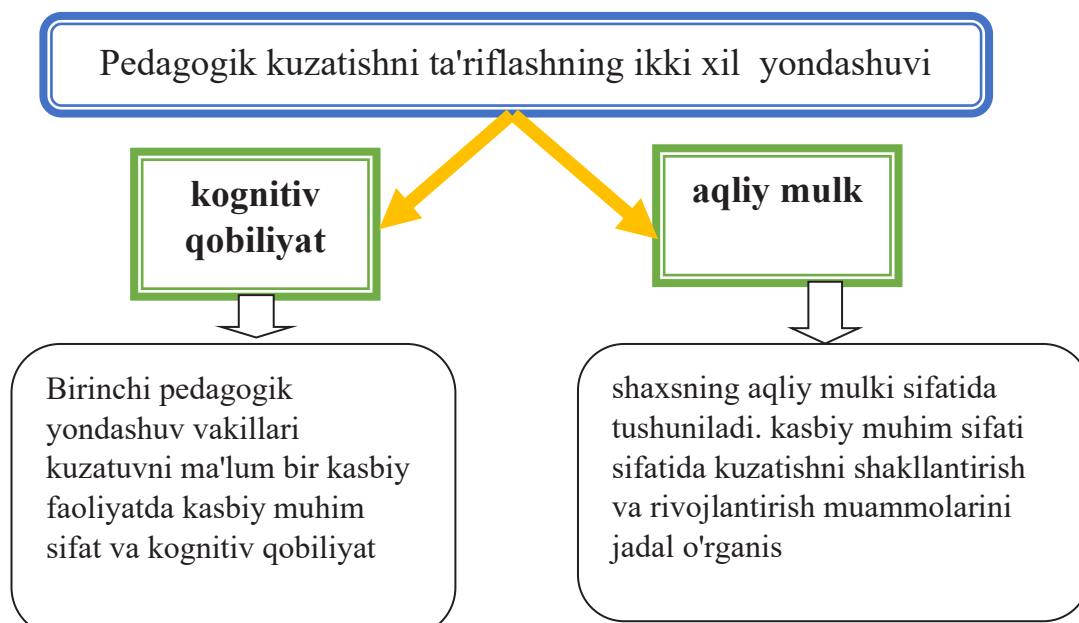 Pedagogik kuzatishni ta'riflashning ikki xil yondashuvi
kognitiv
qobiliyat
aqliy mulk
Birinchi pedagogik
yondashuv vakillari
kuzatuvni ma'lum bir kasbiy
faoliyatda kasbiy muhim
sifat va kognitiv qobiliyat
shaxsning aqliy mulki sifatida
tushuniladi. kasbiy muhim sifati
sifatida kuzatishni shakllantirish
va rivojlantirish muammolarini
jadal o'rganis